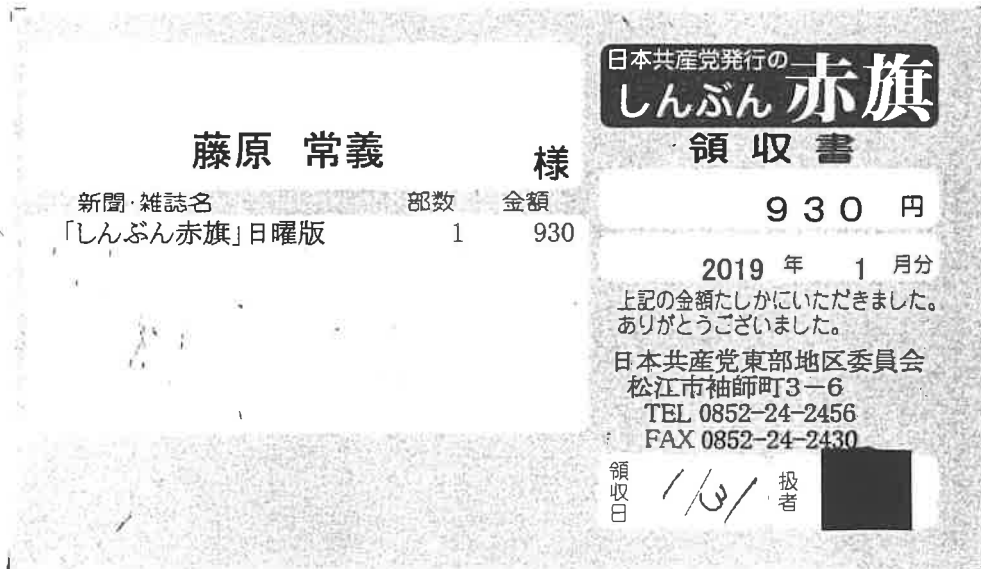 藤原 常義 様
新聞・雑誌名 部数 金額
「しんぶん赤旗」日曜版 1 930
日本共産党発行の
しんぶん赤旗
領収書
930 円
2019 年 1 月分
上記の金額たしかにいただきました。
ありがとうございました。
日本共産党東部地区委員会
松江市袖師町3-6
TEL 0852-24-2456
FAX 0852-24-2430
領収日 1/31 扱者